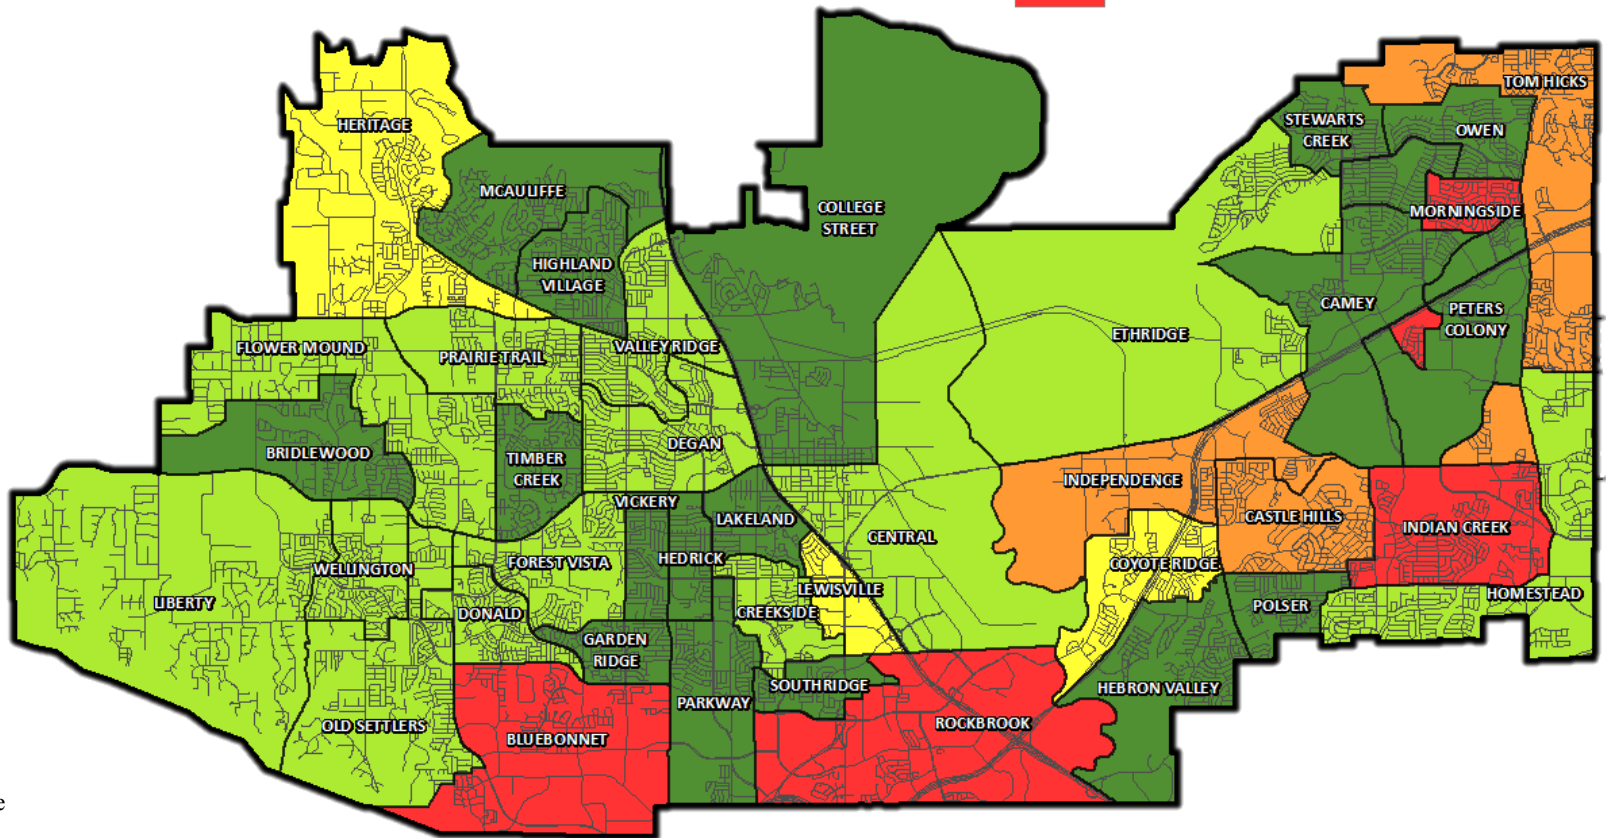 TOM HICKS
STEWARTS
CREEK
OWEN
HERITAGE
MCAULIFFE
COLLEGE
STREET
MORNINGSIDE
HIGHLAND
VILLAGE
CAMEY
PETERS
COLONY
ETHRIDGE
FLOWER MOUND
PRAIRIE TRAIL
VALLEY RIDGE
BRIDLEWOOD
TIMBER
CREEK
DEGAN
INDEPENDENCE
VICKERY
LAKELAND
CASTLE HILLS
INDIAN CREEK
CENTRAL
WELLINGTON
FOREST VISTA
HEDRICK
COYOTE RIDGE
LIBERTY
LEWISVILLE
HOMESTEAD
DONALD
CREEKSIDE
POLSER
GARDEN
RIDGE
SOUTHRIDGE
HEBRON VALLEY
PARKWAY
OLD SETTLERS
BLUEBONNET
ROCKBROOK
e